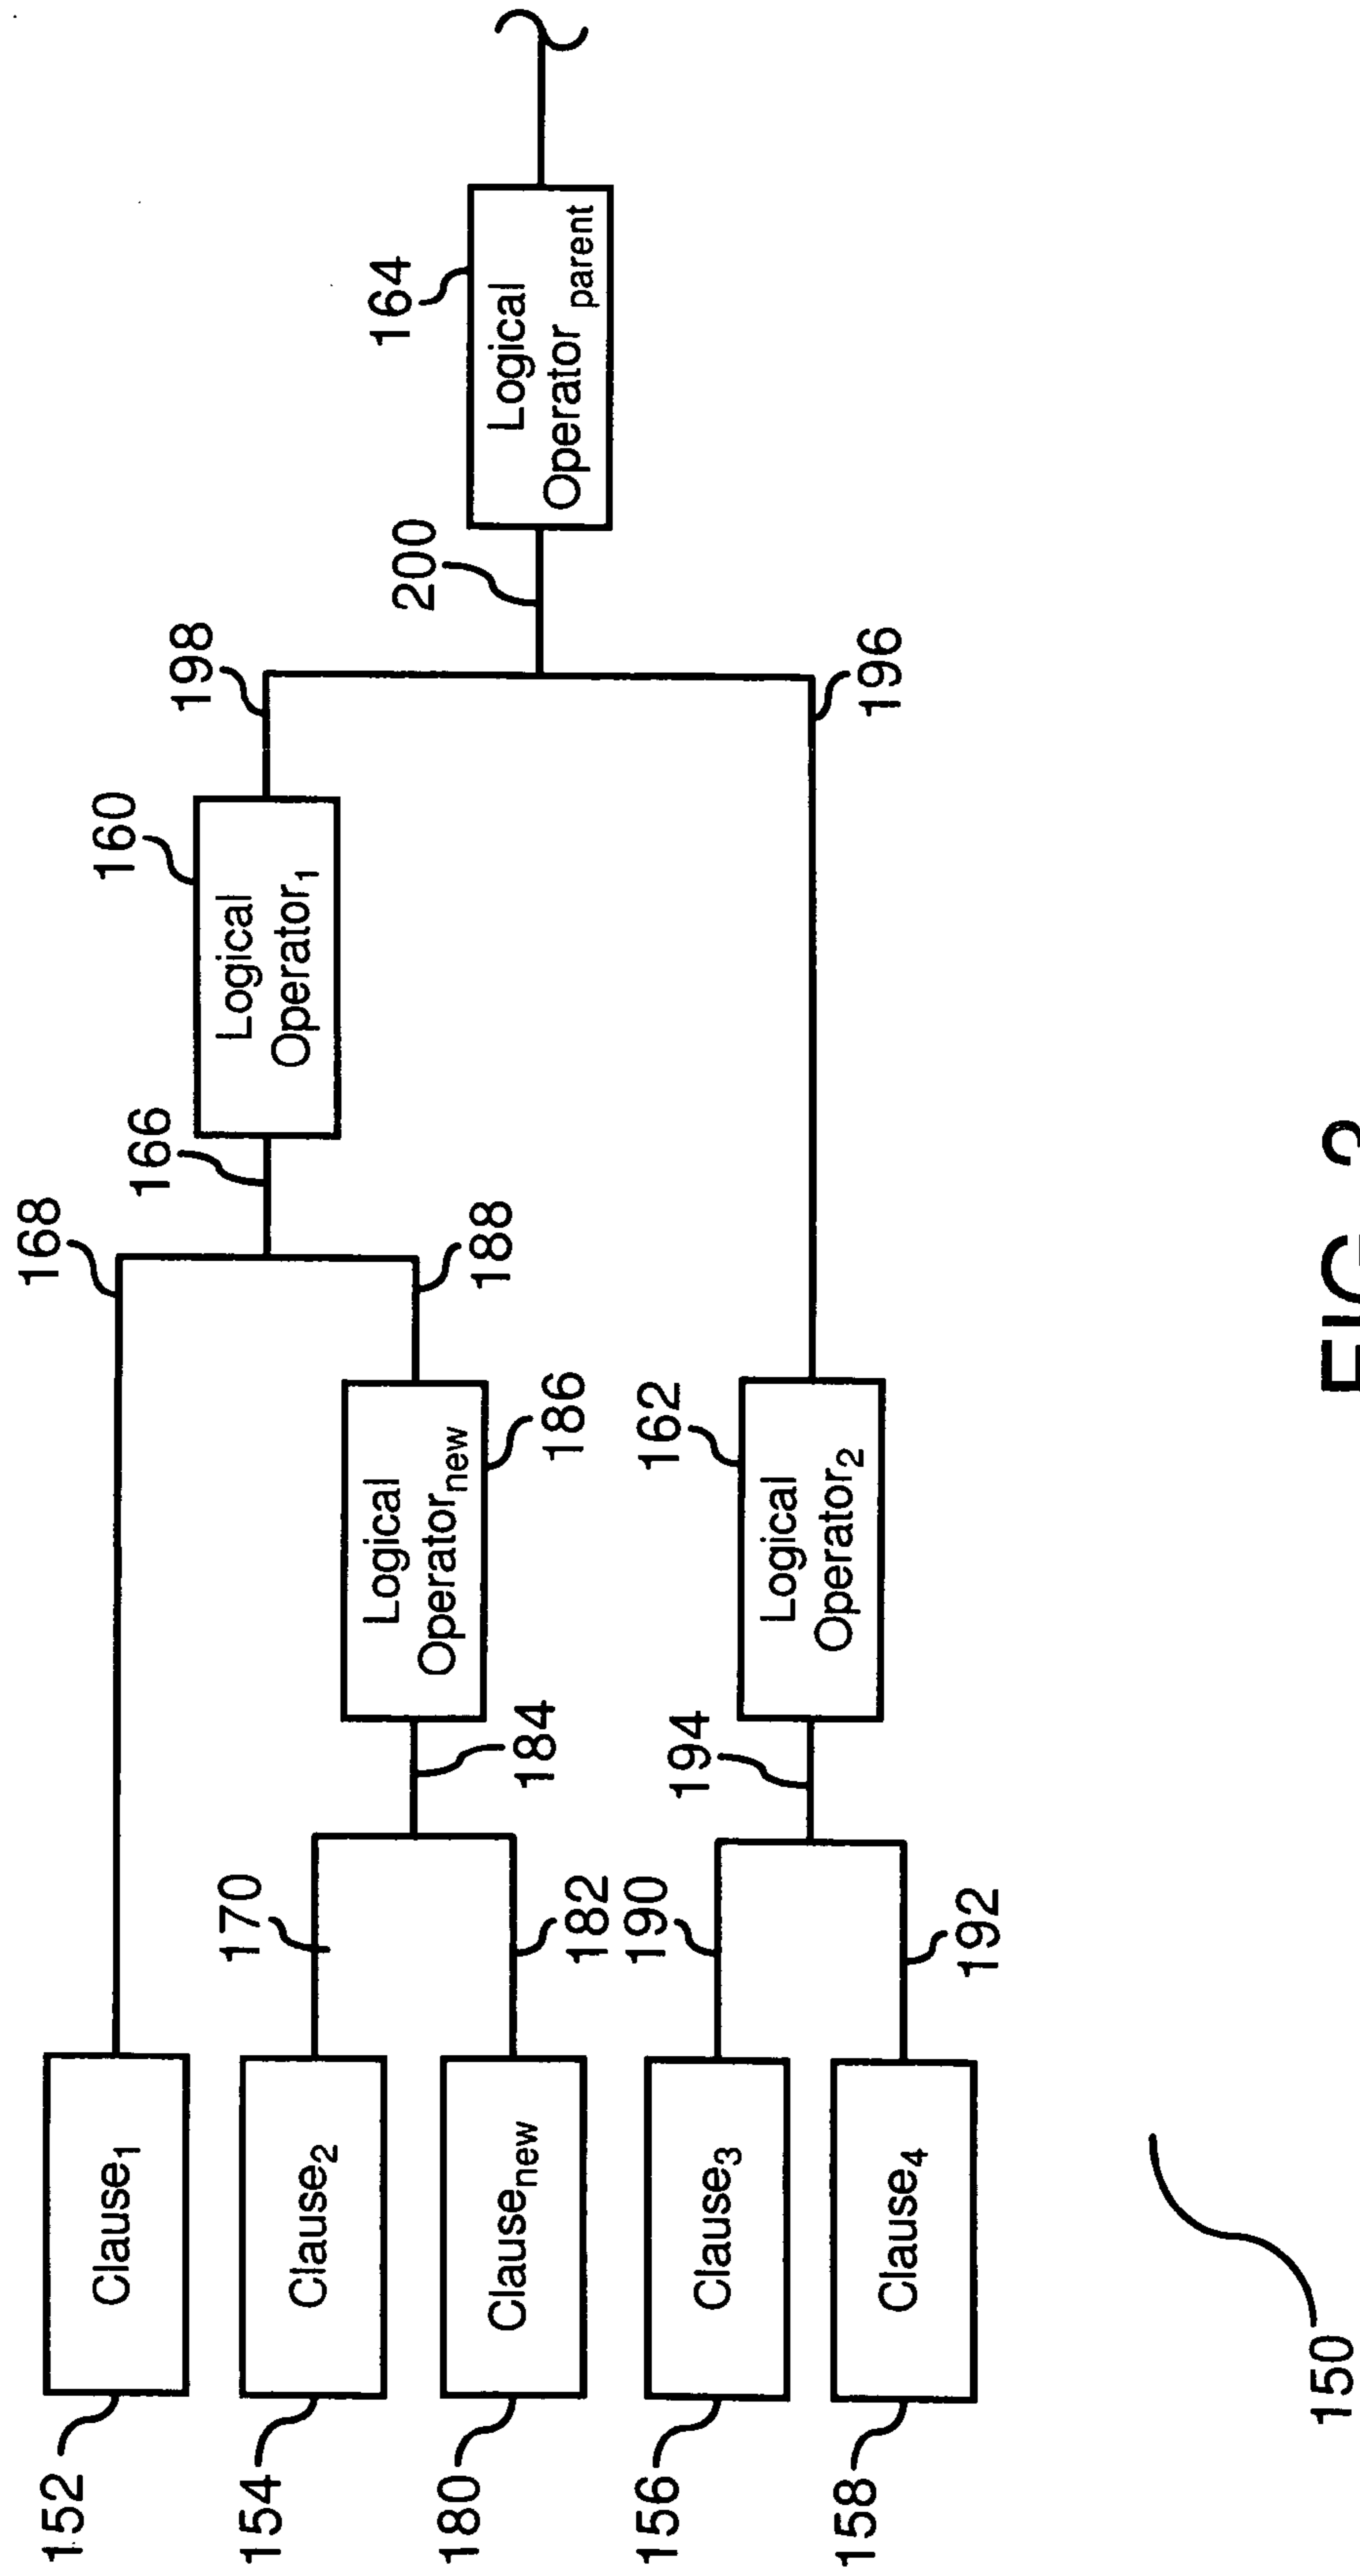 152
Clause₁
168
160
Logical
Operator₁
166
198
154
Clause₂
170
164
Logical
Operator parent
200
180
Clausenew
182
184
Logical
Operatornew
186
188
156
Clause₃
190
194
162
Logical
Operator₂
196
158
Clause₄
192
150
FIG